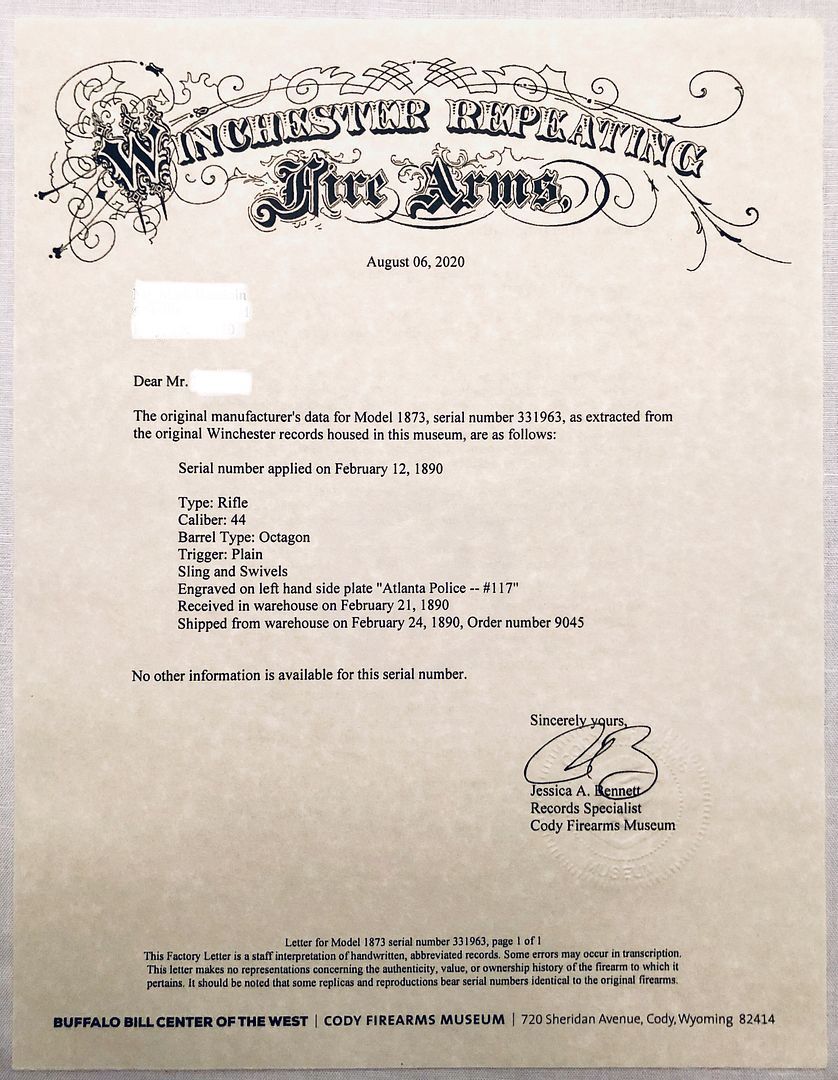 WINCHESTER REPEATING
Fire Arms,
August 06, 2020
Dear Mr.
The original manufacturer's data for Model 1873, serial number 331963, as extracted from
the original Winchester records housed in this museum, are as follows:
Serial number applied on February 12, 1890
Type: Rifle
Caliber: 44
Barrel Type: Octagon
Trigger: Plain
Sling and Swivels
Engraved on left hand side plate "Atlanta Police -- #117"
Received in warehouse on February 21, 1890
Shipped from warehouse on February 24, 1890, Order number 9045
No other information is available for this serial number.
Sincerely yours,
Jessica A. Bennett
Records Specialist
Cody Firearms Museum
MUSEUM
Letter for Model 1873 serial number 331963, page 1 of 1
This Factory Letter is a staff interpretation of handwritten, abbreviated records. Some errors may occur in transcription.
This letter makes no representations concerning the authenticity, value, or ownership history of the firearm to which it
pertains. It should be noted that some replicas and reproductions bear serial numbers identical to the original firearms.
BUFFALO BILL CENTER OF THE WEST | CODY FIREARMS MUSEUM | 720 Sheridan Avenue, Cody, Wyoming 82414